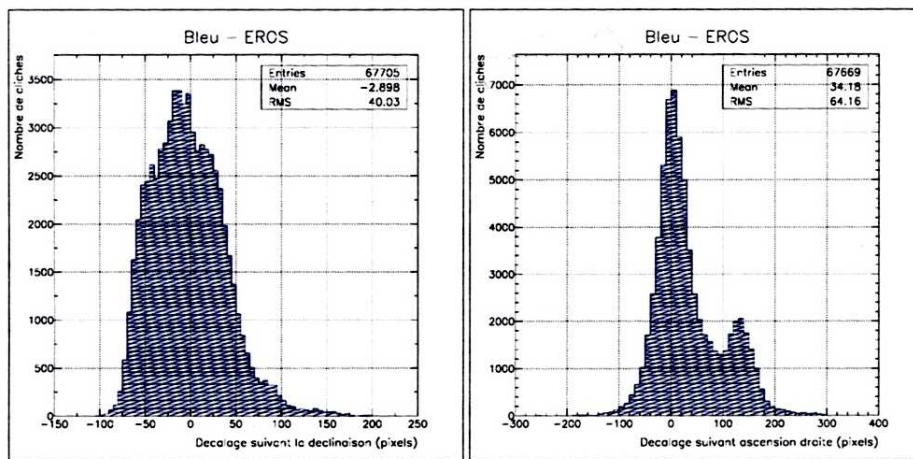 Bleu – EROS
Entries 67705
Mean -2.898
RMS 40.03
Nombre de cliches
3500
3000
2500
2000
1500
1000
500
0
-150 -100 -50 0 50 100 150 200 250
Decalage suivant la declinaison (pixels)
Bleu – EROS
Entries 67669
Mean 34.18
RMS 64.16
Nombre de cliches
7000
6000
5000
4000
3000
2000
1000
0
-300 -200 -100 0 100 200 300 400
Decalage suivant ascension droite (pixels)